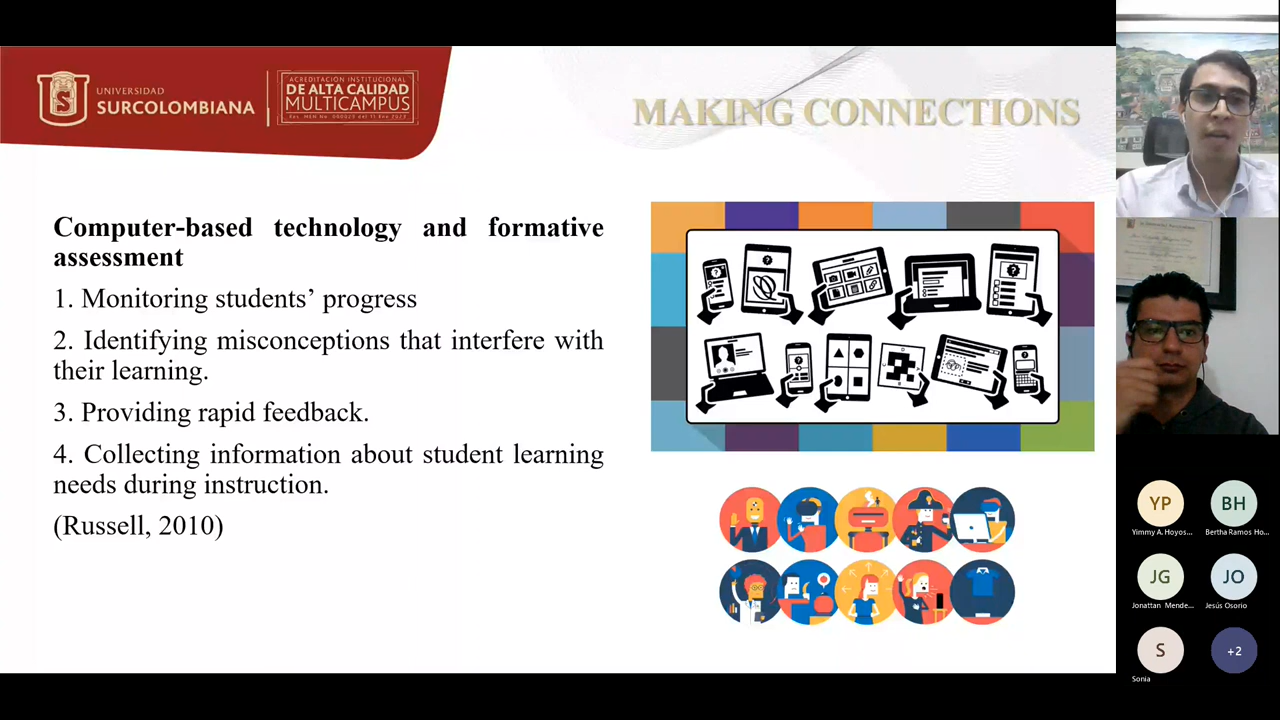 UNIVERSIDAD
SURCOLOMBIANA
ACREDITACIÓN INSTITUCIONAL
DE ALTA CALIDAD
MULTICAMPUS
MAKING CONNECTIONS
Computer-based technology and formative
assessment
1. Monitoring students’ progress
2. Identifying misconceptions that interfere with
their learning.
3. Providing rapid feedback.
4. Collecting information about student learning
needs during instruction.
(Russell, 2010)
YP
BH
Yimmy A. Hoyos...
Bertha Ramos Ho...
JG
JO
Jonattan Mende...
Jesús Osorio
S
+2
Sonia